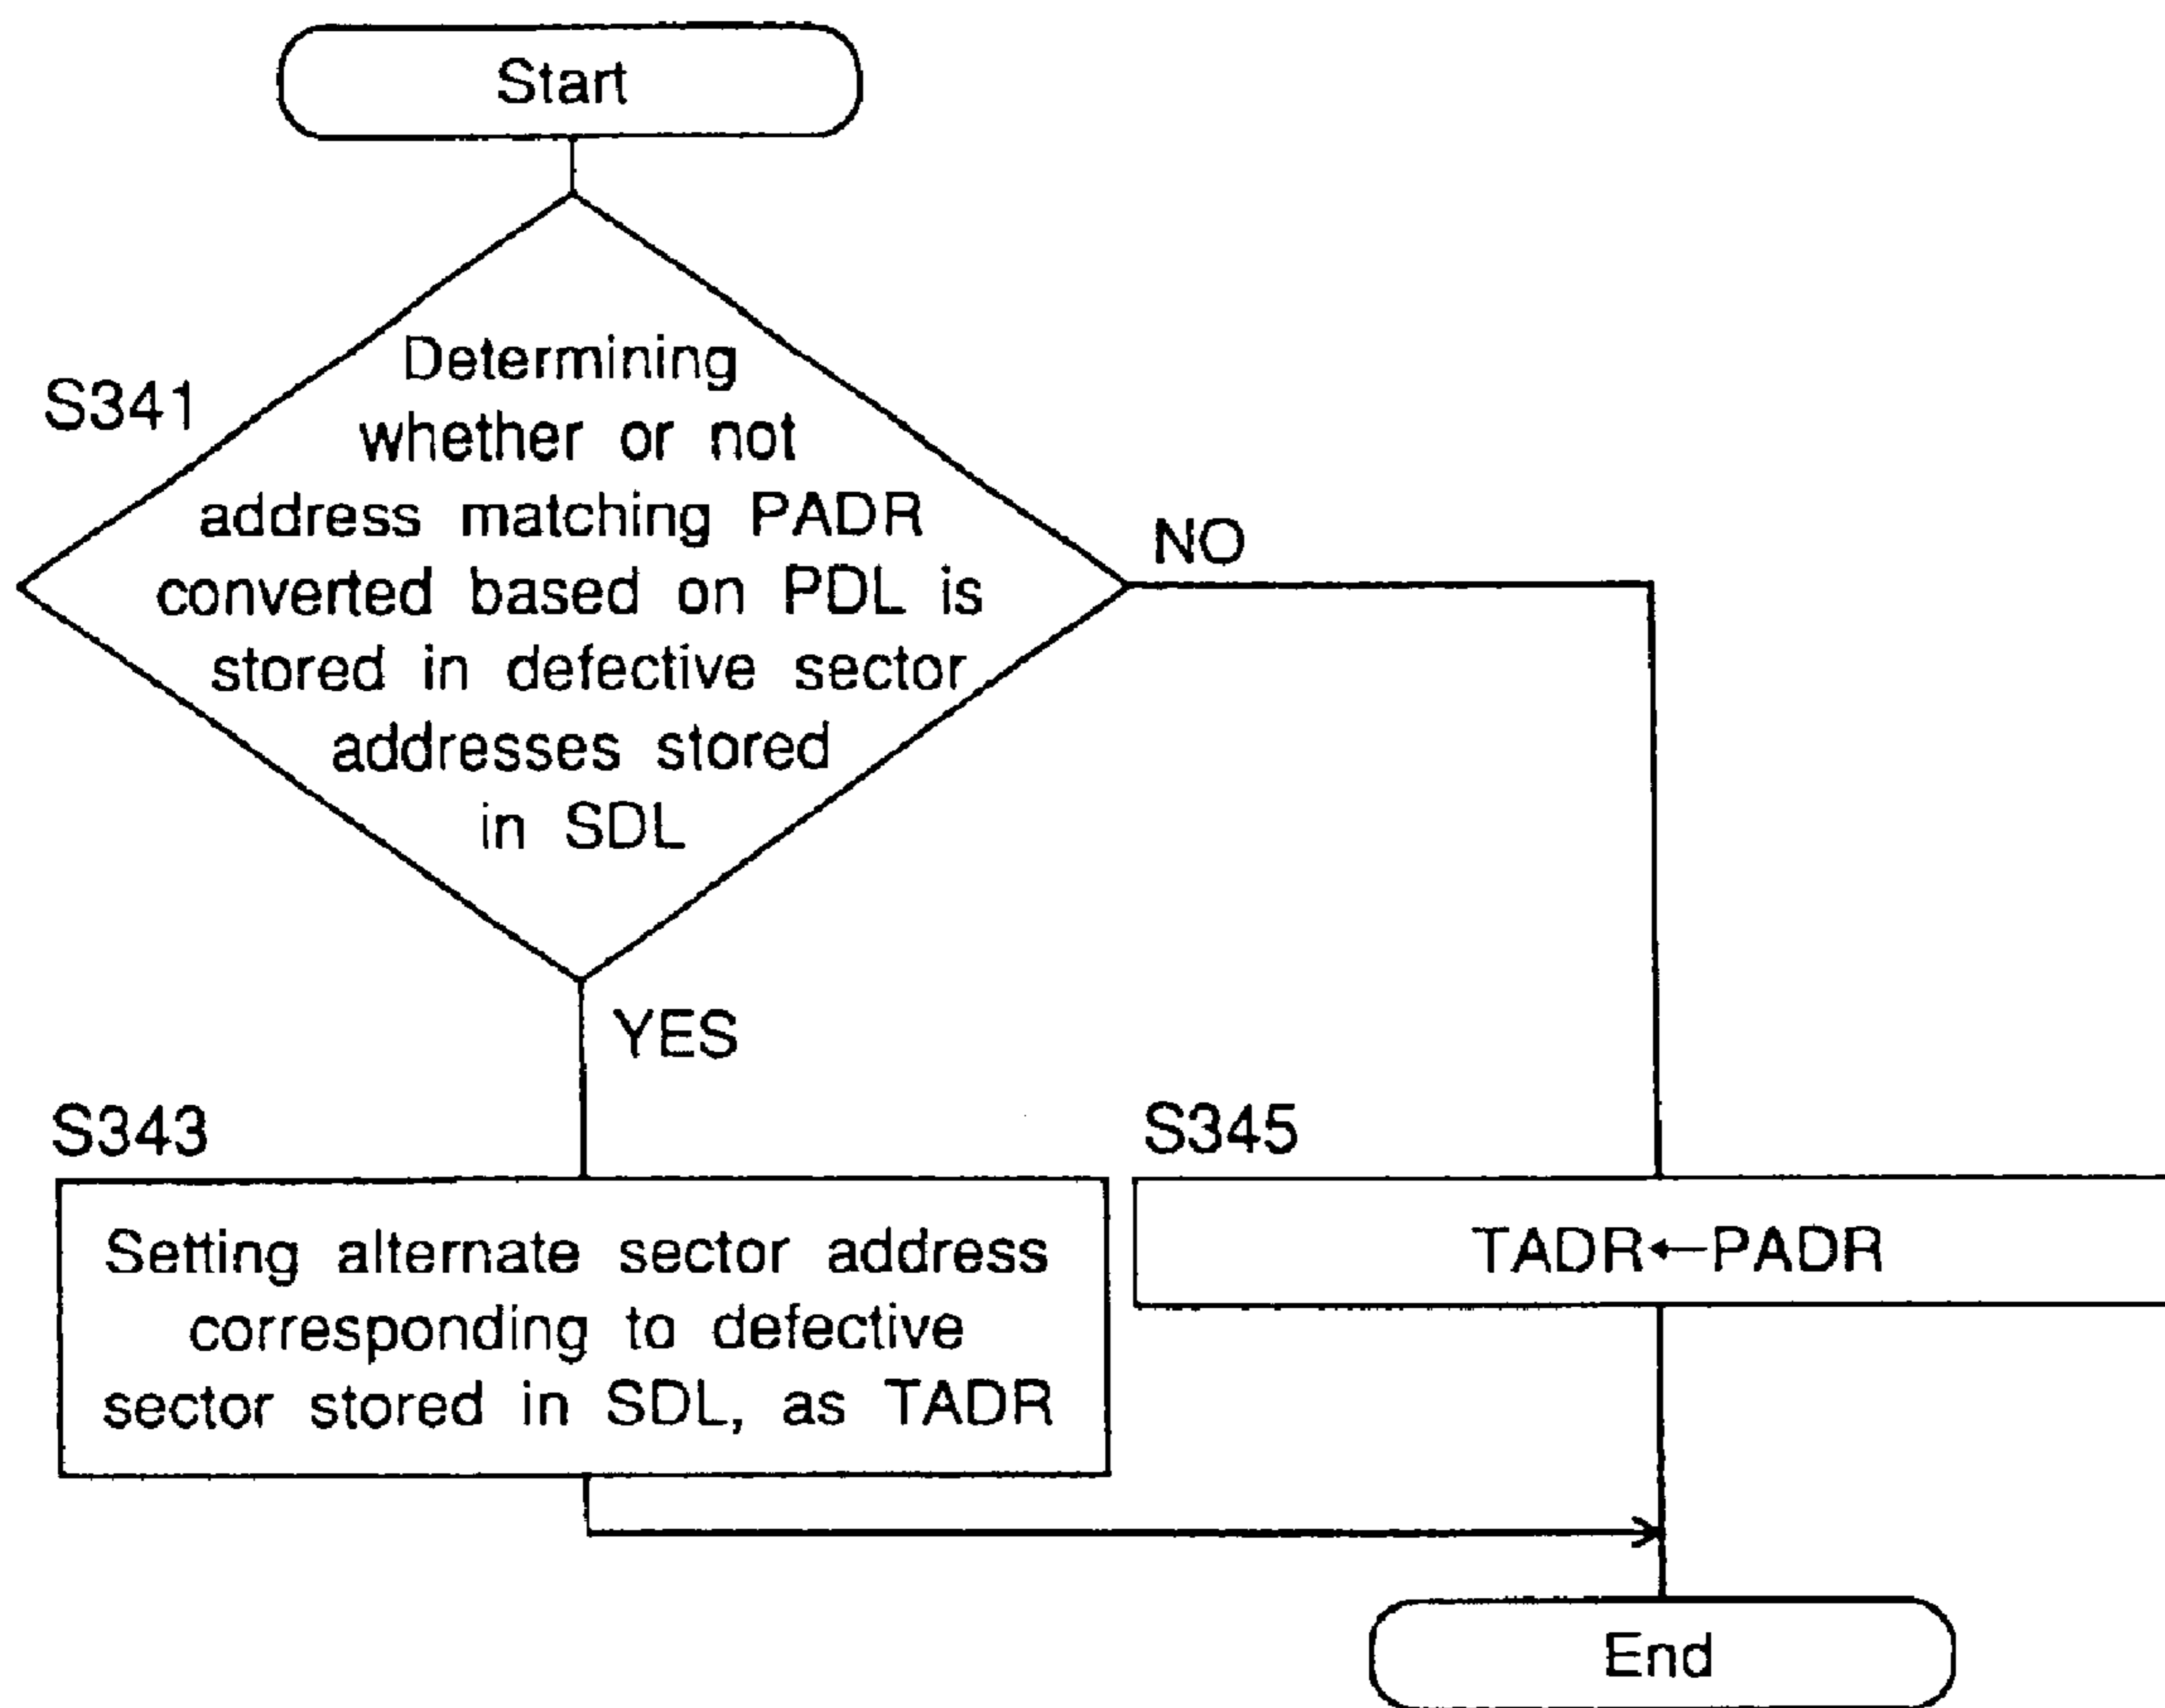 Start
S341
Determining
whether or not
address matching PADR
converted based on PDL is
stored in defective sector
addresses stored
in SDL
NO
YES
S343
Setting alternate sector address
corresponding to defective
sector stored in SDL, as TADR
S345
TADR←PADR
End